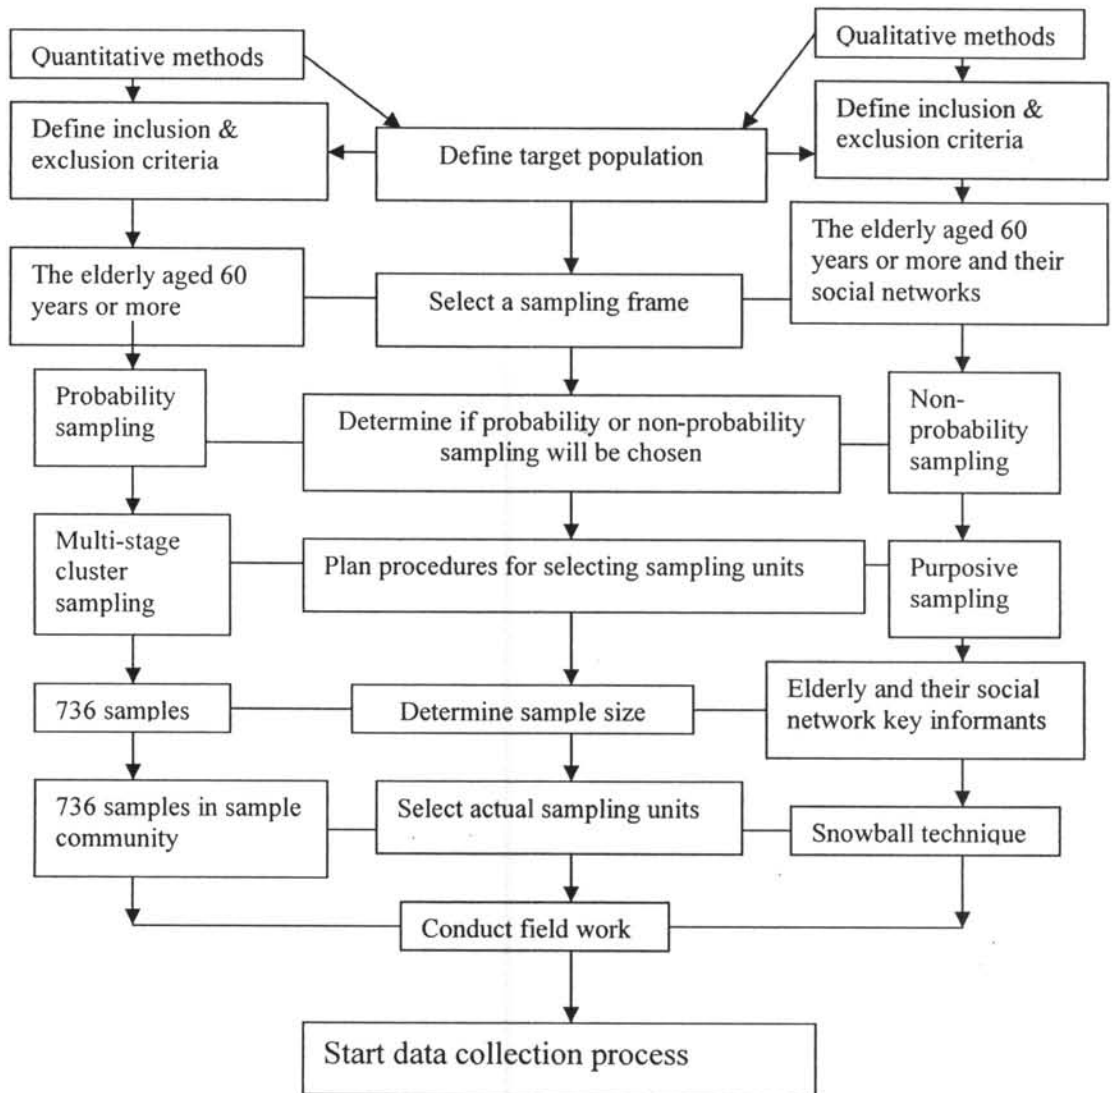 Quantitative methods
Qualitative methods
Define inclusion &
exclusion criteria
Define target population
Define inclusion &
exclusion criteria
The elderly aged 60
years or more
Select a sampling frame
The elderly aged 60
years or more and their
social networks
Probability
sampling
Determine if probability or non-probability
sampling will be chosen
Non-
probability
sampling
Multi-stage
cluster
sampling
Plan procedures for selecting sampling units
Purposive
sampling
736 samples
Determine sample size
Elderly and their social
network key informants
736 samples in sample
community
Select actual sampling units
Snowball technique
Conduct field work
Start data collection process